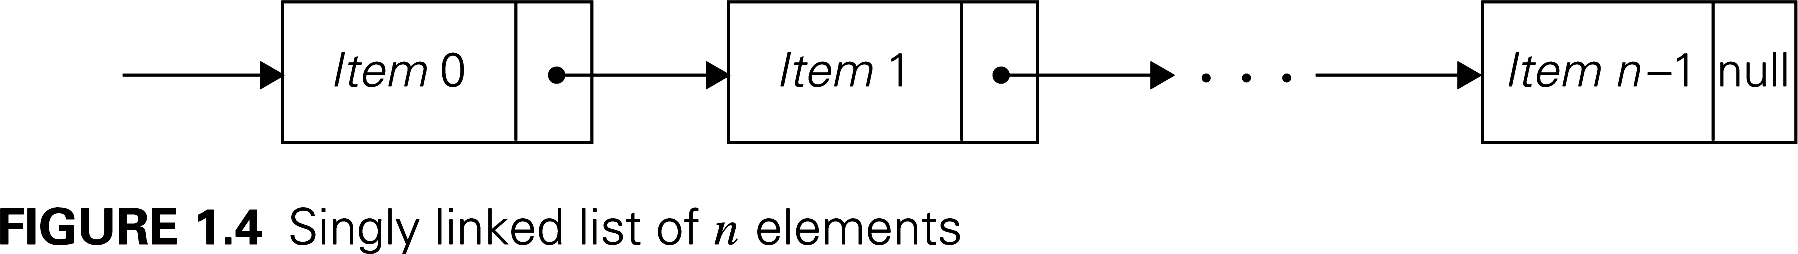 Item 0 Item 1 . . . Item n–1 null
FIGURE 1.4 Singly linked list of n elements